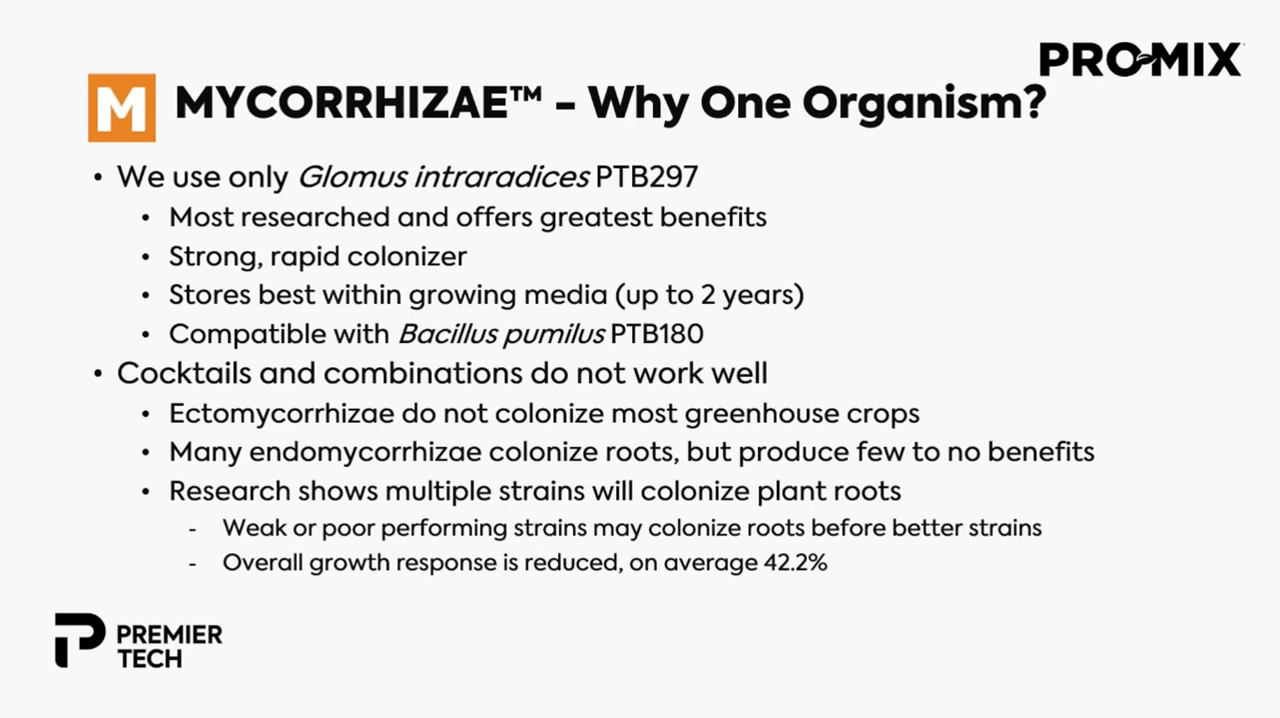 PRO-MIX
M MYCORRHIZAE™ – Why One Organism?
• We use only Glomus intraradices PTB297
• Most researched and offers greatest benefits
• Strong, rapid colonizer
• Stores best within growing media (up to 2 years)
• Compatible with Bacillus pumilus PTB180
• Cocktails and combinations do not work well
• Ectomycorrhizae do not colonize most greenhouse crops
• Many endomycorrhizae colonize roots, but produce few to no benefits
• Research shows multiple strains will colonize plant roots
- Weak or poor performing strains may colonize roots before better strains
- Overall growth response is reduced, on average 42.2%
PREMIER
TECH